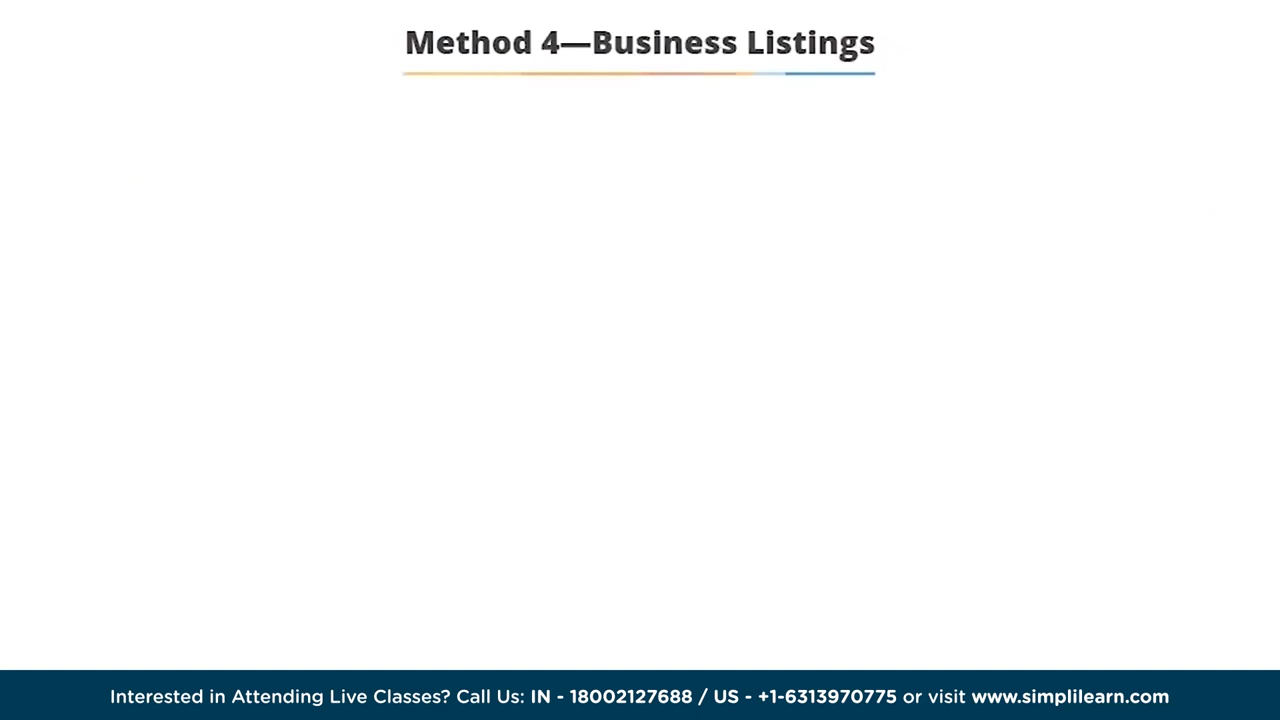 Method 4—Business Listings
Interested in Attending Live Classes? Call Us: IN - 18002127688 / US - +1-6313970775 or visit www.simplilearn.com